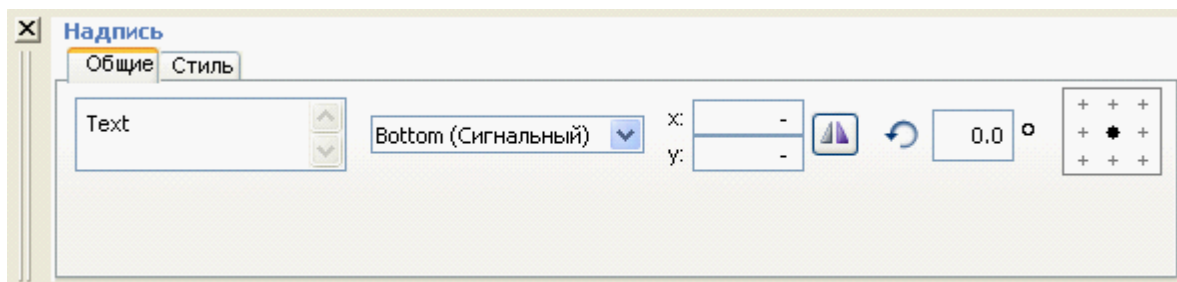 Надпись
Общие Стиль
Text
Bottom (Сигнальный)
x: -
y: -
0.0 °